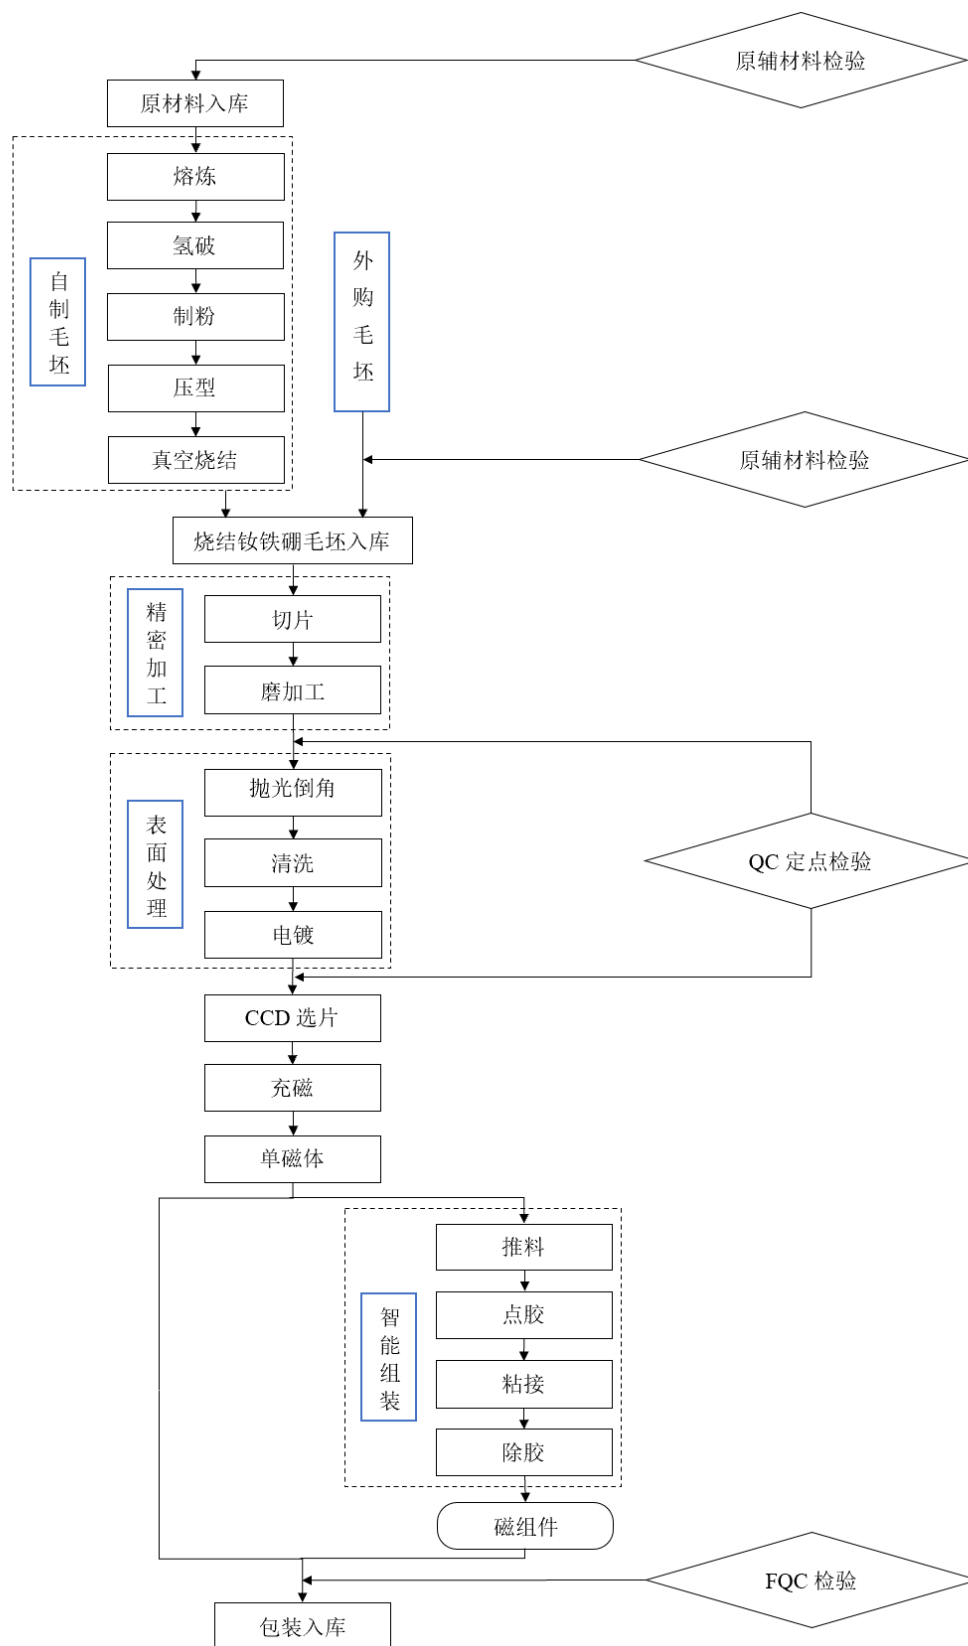 原辅材料检验
原材料入库
熔炼
氢破
制粉
压型
真空烧结
自制毛坯
外购毛坯
原辅材料检验
烧结钕铁硼毛坯入库
精密加工
切片
磨加工
表面处理
抛光倒角
清洗
电镀
QC 定点检验
CCD 选片
充磁
单磁体
智能组装
推料
点胶
粘接
除胶
磁组件
FQC 检验
包装入库